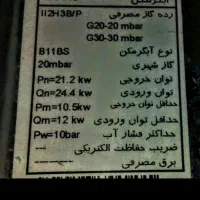 رده گاز مصرفی II2H3B/P
G20-20 mbar
G30-30 mbar
نوع آبگرمکن B11BS
گاز شهری 20mbar
توان خروجی Pn=21.2 kw
توان ورودی Qn=24.4 kw
حداقل توان خروجی Pm=10.5kw
حداقل توان ورودی Qm=12 kw
حداکثر فشار آب Pw=10bar
ضریب حفاظت الکتریکی ---------
برق مصرفی ---------